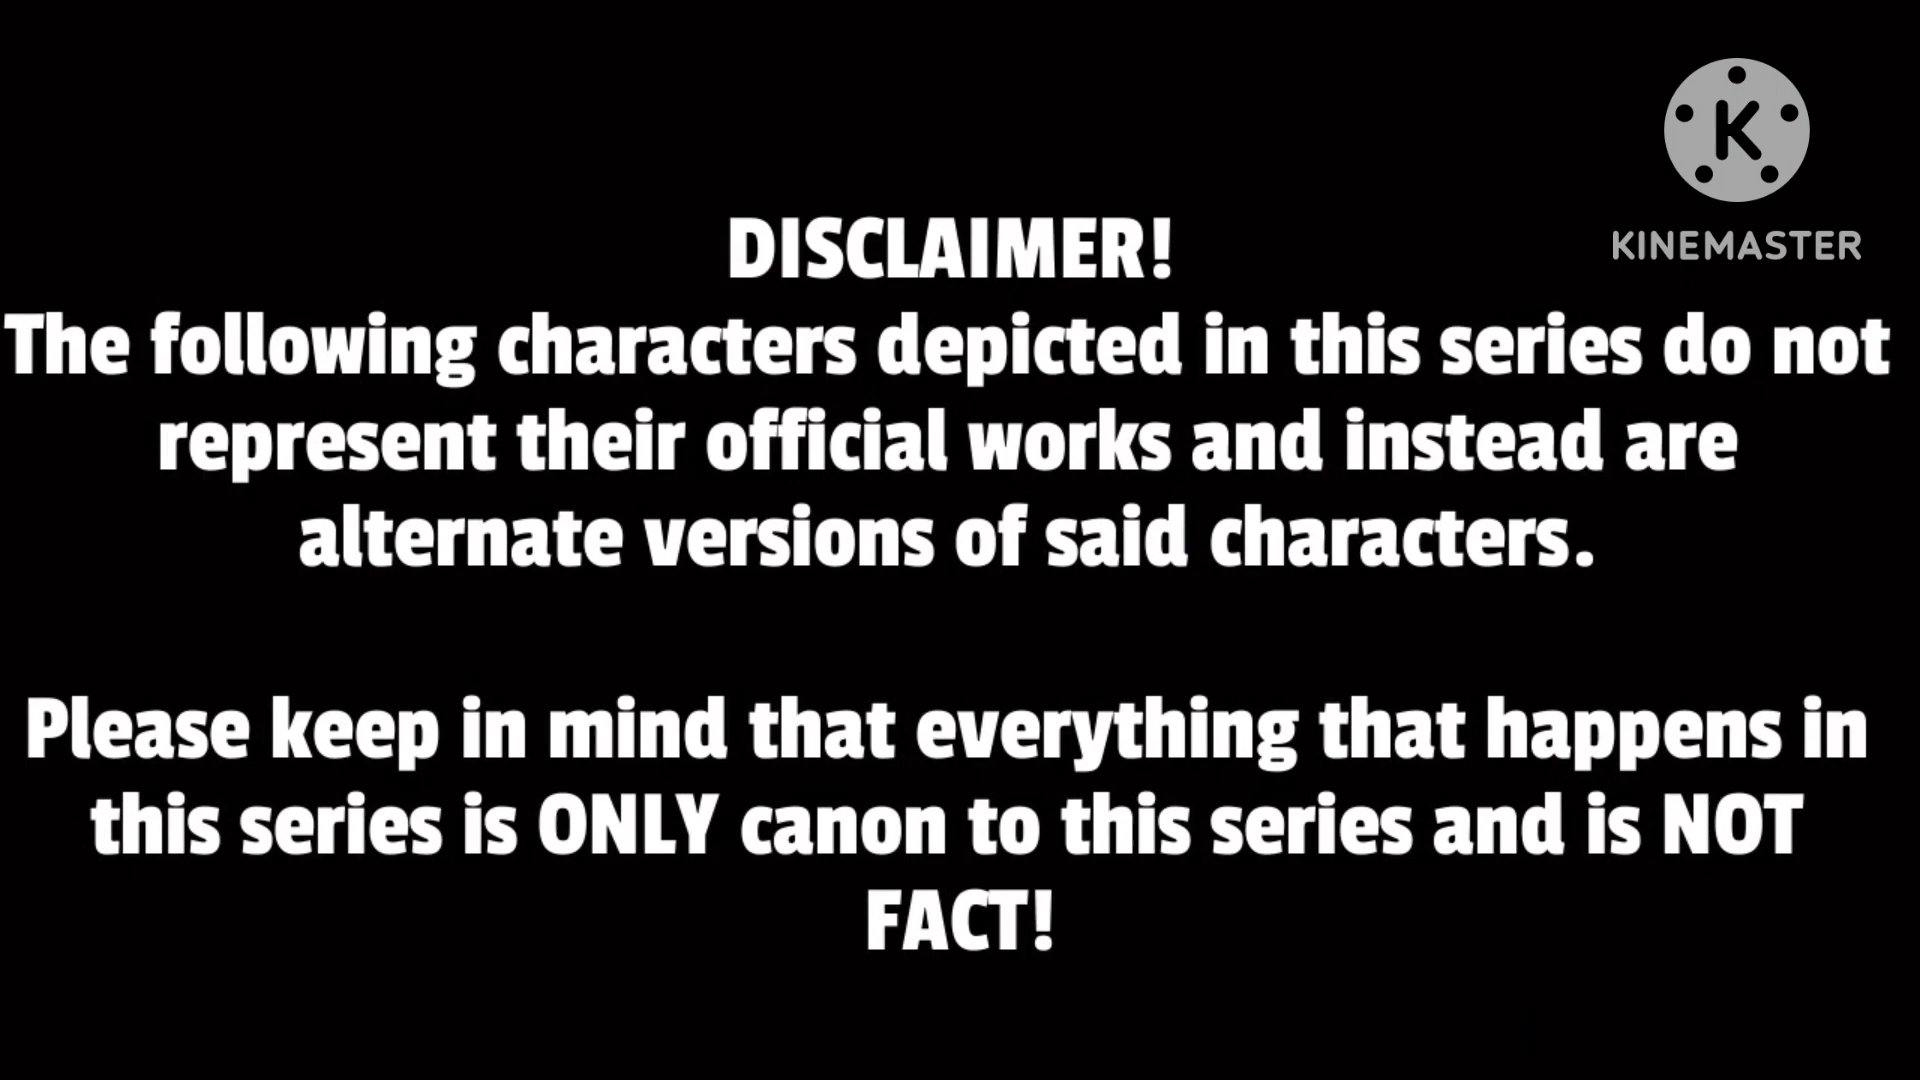 K
KINEMASTER
DISCLAIMER!
The following characters depicted in this series do not
represent their official works and instead are
alternate versions of said characters.
Please keep in mind that everything that happens in
this series is ONLY canon to this series and is NOT
FACT!